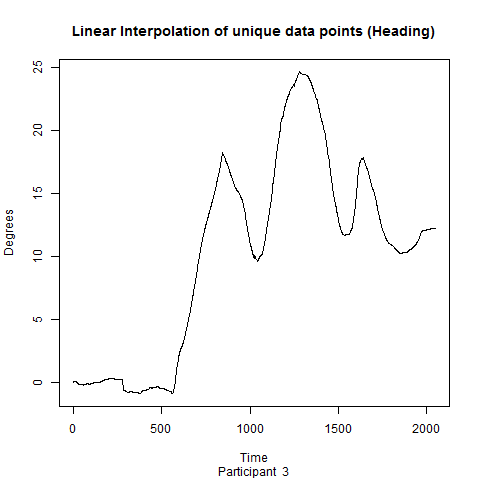 Linear Interpolation of unique data points (Heading)
25
20
15
10
5
0
Degrees
0 500 1000 1500 2000
Time
Participant 3